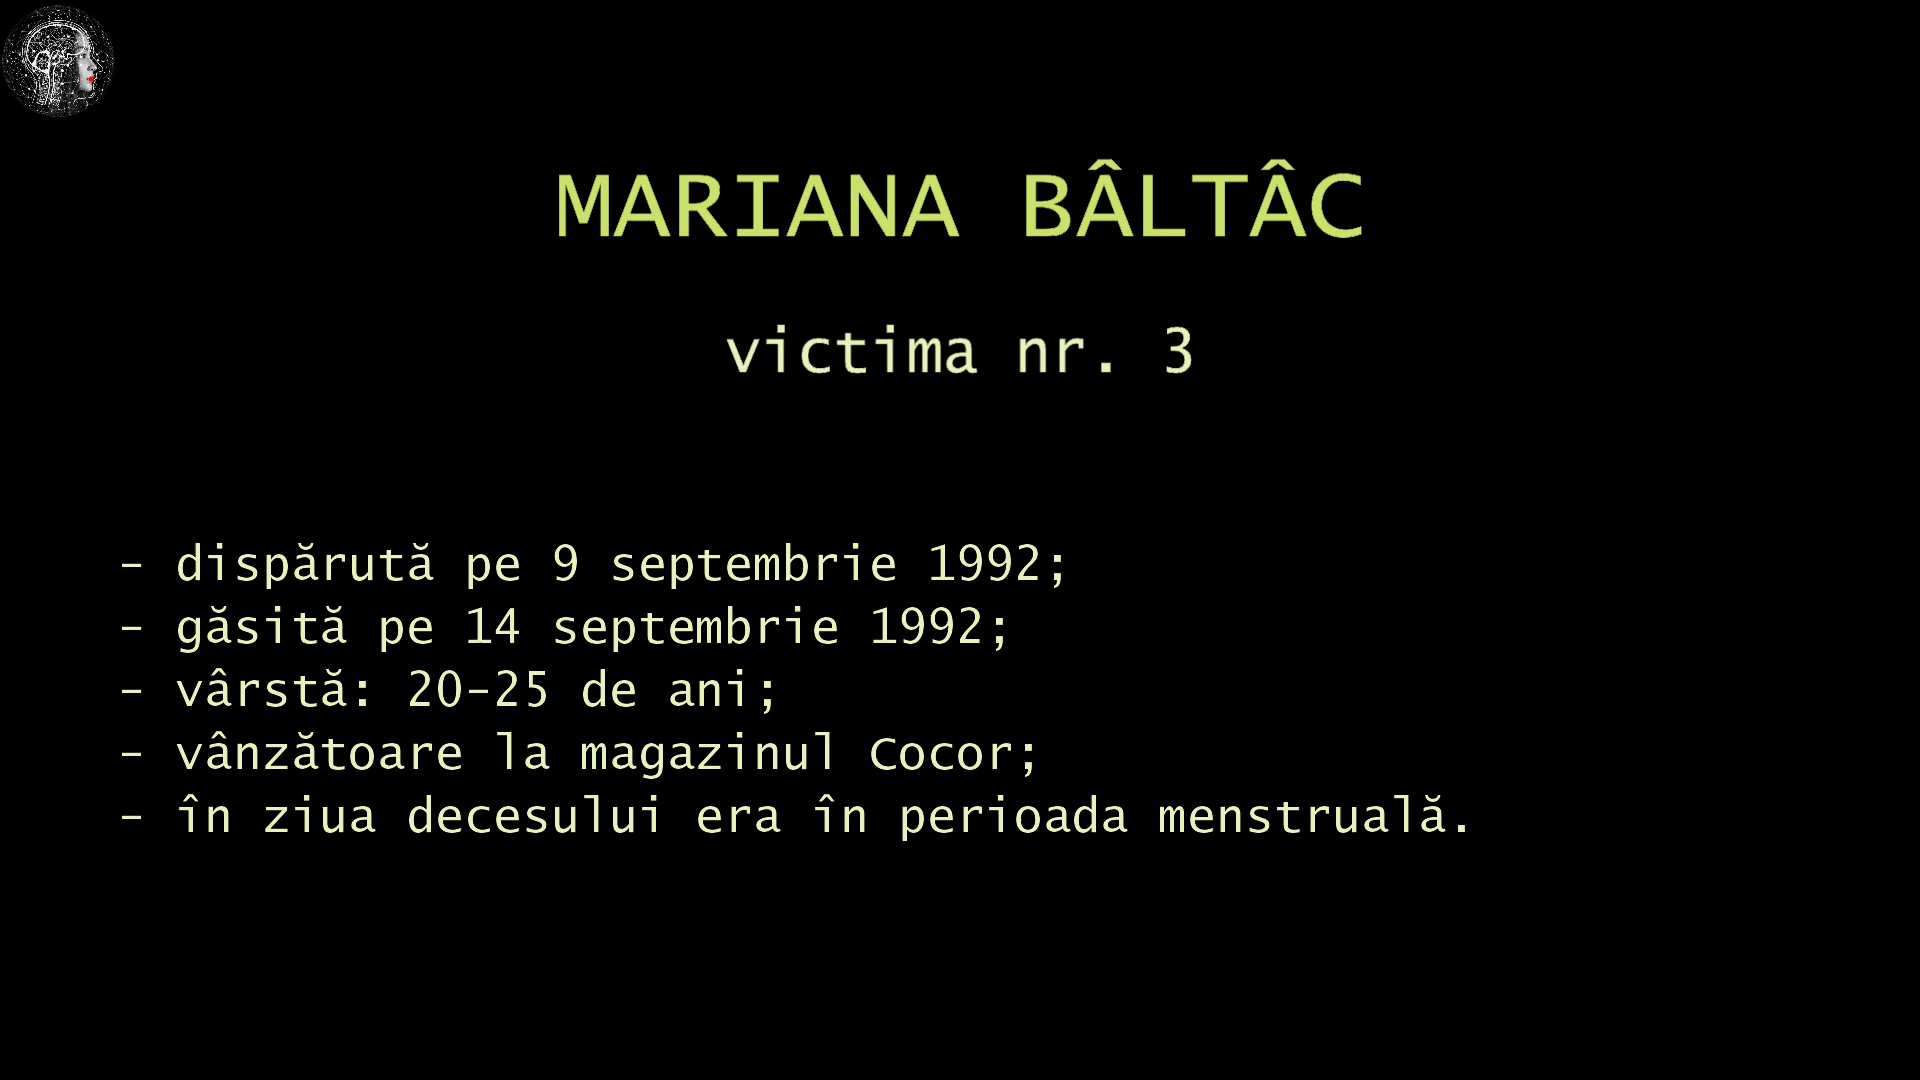 MARIANA BÂLTÂC
victima nr. 3
- dispărută pe 9 septembrie 1992;
- găsită pe 14 septembrie 1992;
- vârstă: 20-25 de ani;
- vânzătoare la magazinul Cocor;
- în ziua decesului era în perioada menstruală.